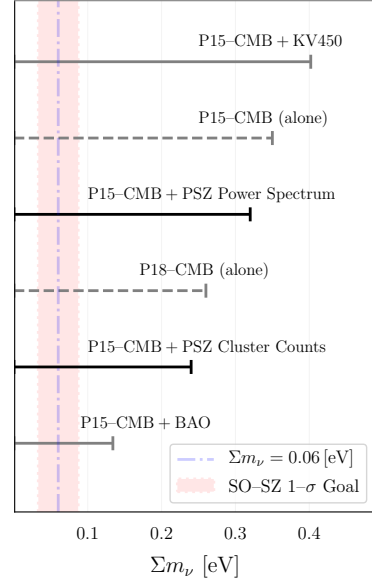 P15–CMB + KV450
P15–CMB (alone)
P15–CMB + PSZ Power Spectrum
P18–CMB (alone)
P15–CMB + PSZ Cluster Counts
P15–CMB + BAO
Σm_ν = 0.06 [eV]
SO–SZ 1–σ Goal
0.1 0.2 0.3 0.4
Σm_ν [eV]